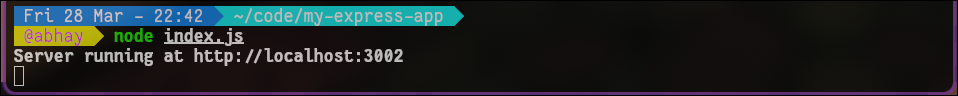 Fri 28 Mar - 22:42 ~/code/my-express-app
@abhay node index.js
Server running at http://localhost:3002